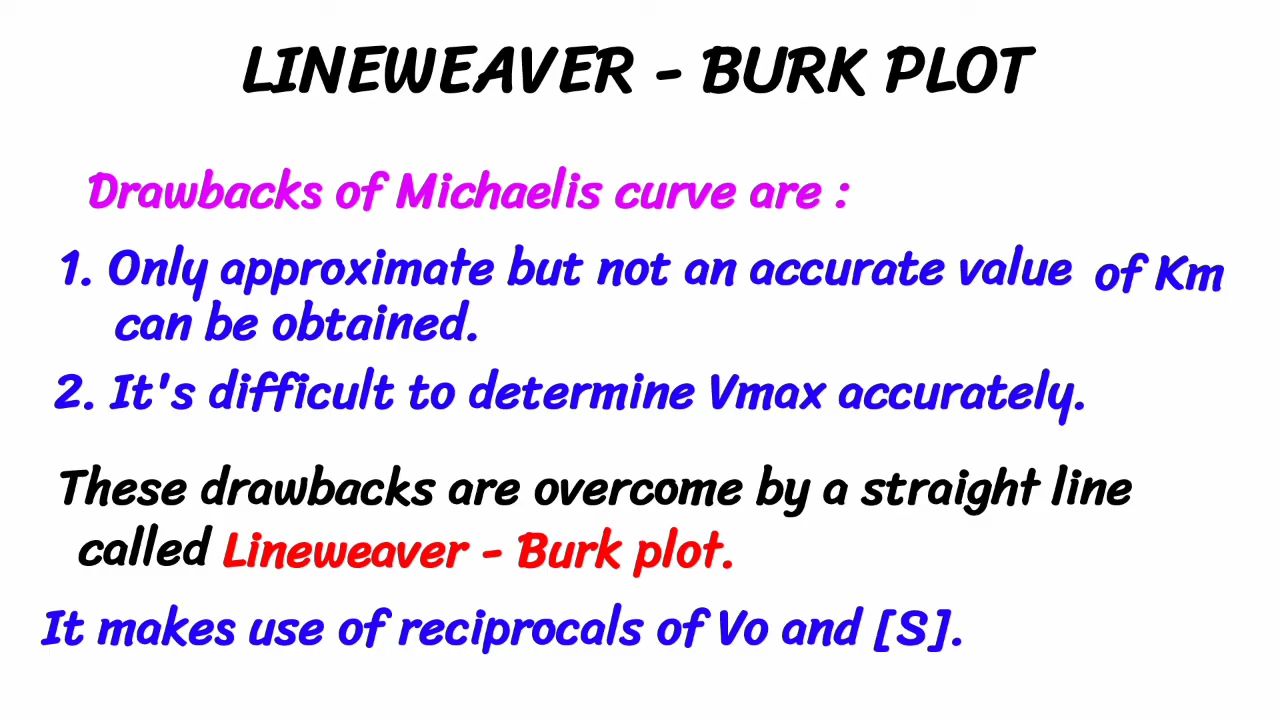 LINEWEAVER - BURK PLOT
Drawbacks of Michaelis curve are :
1. Only approximate but not an accurate value of Km
can be obtained.
2. It's difficult to determine Vmax accurately.
These drawbacks are overcome by a straight line
called Lineweaver - Burk plot.
It makes use of reciprocals of Vo and [S].